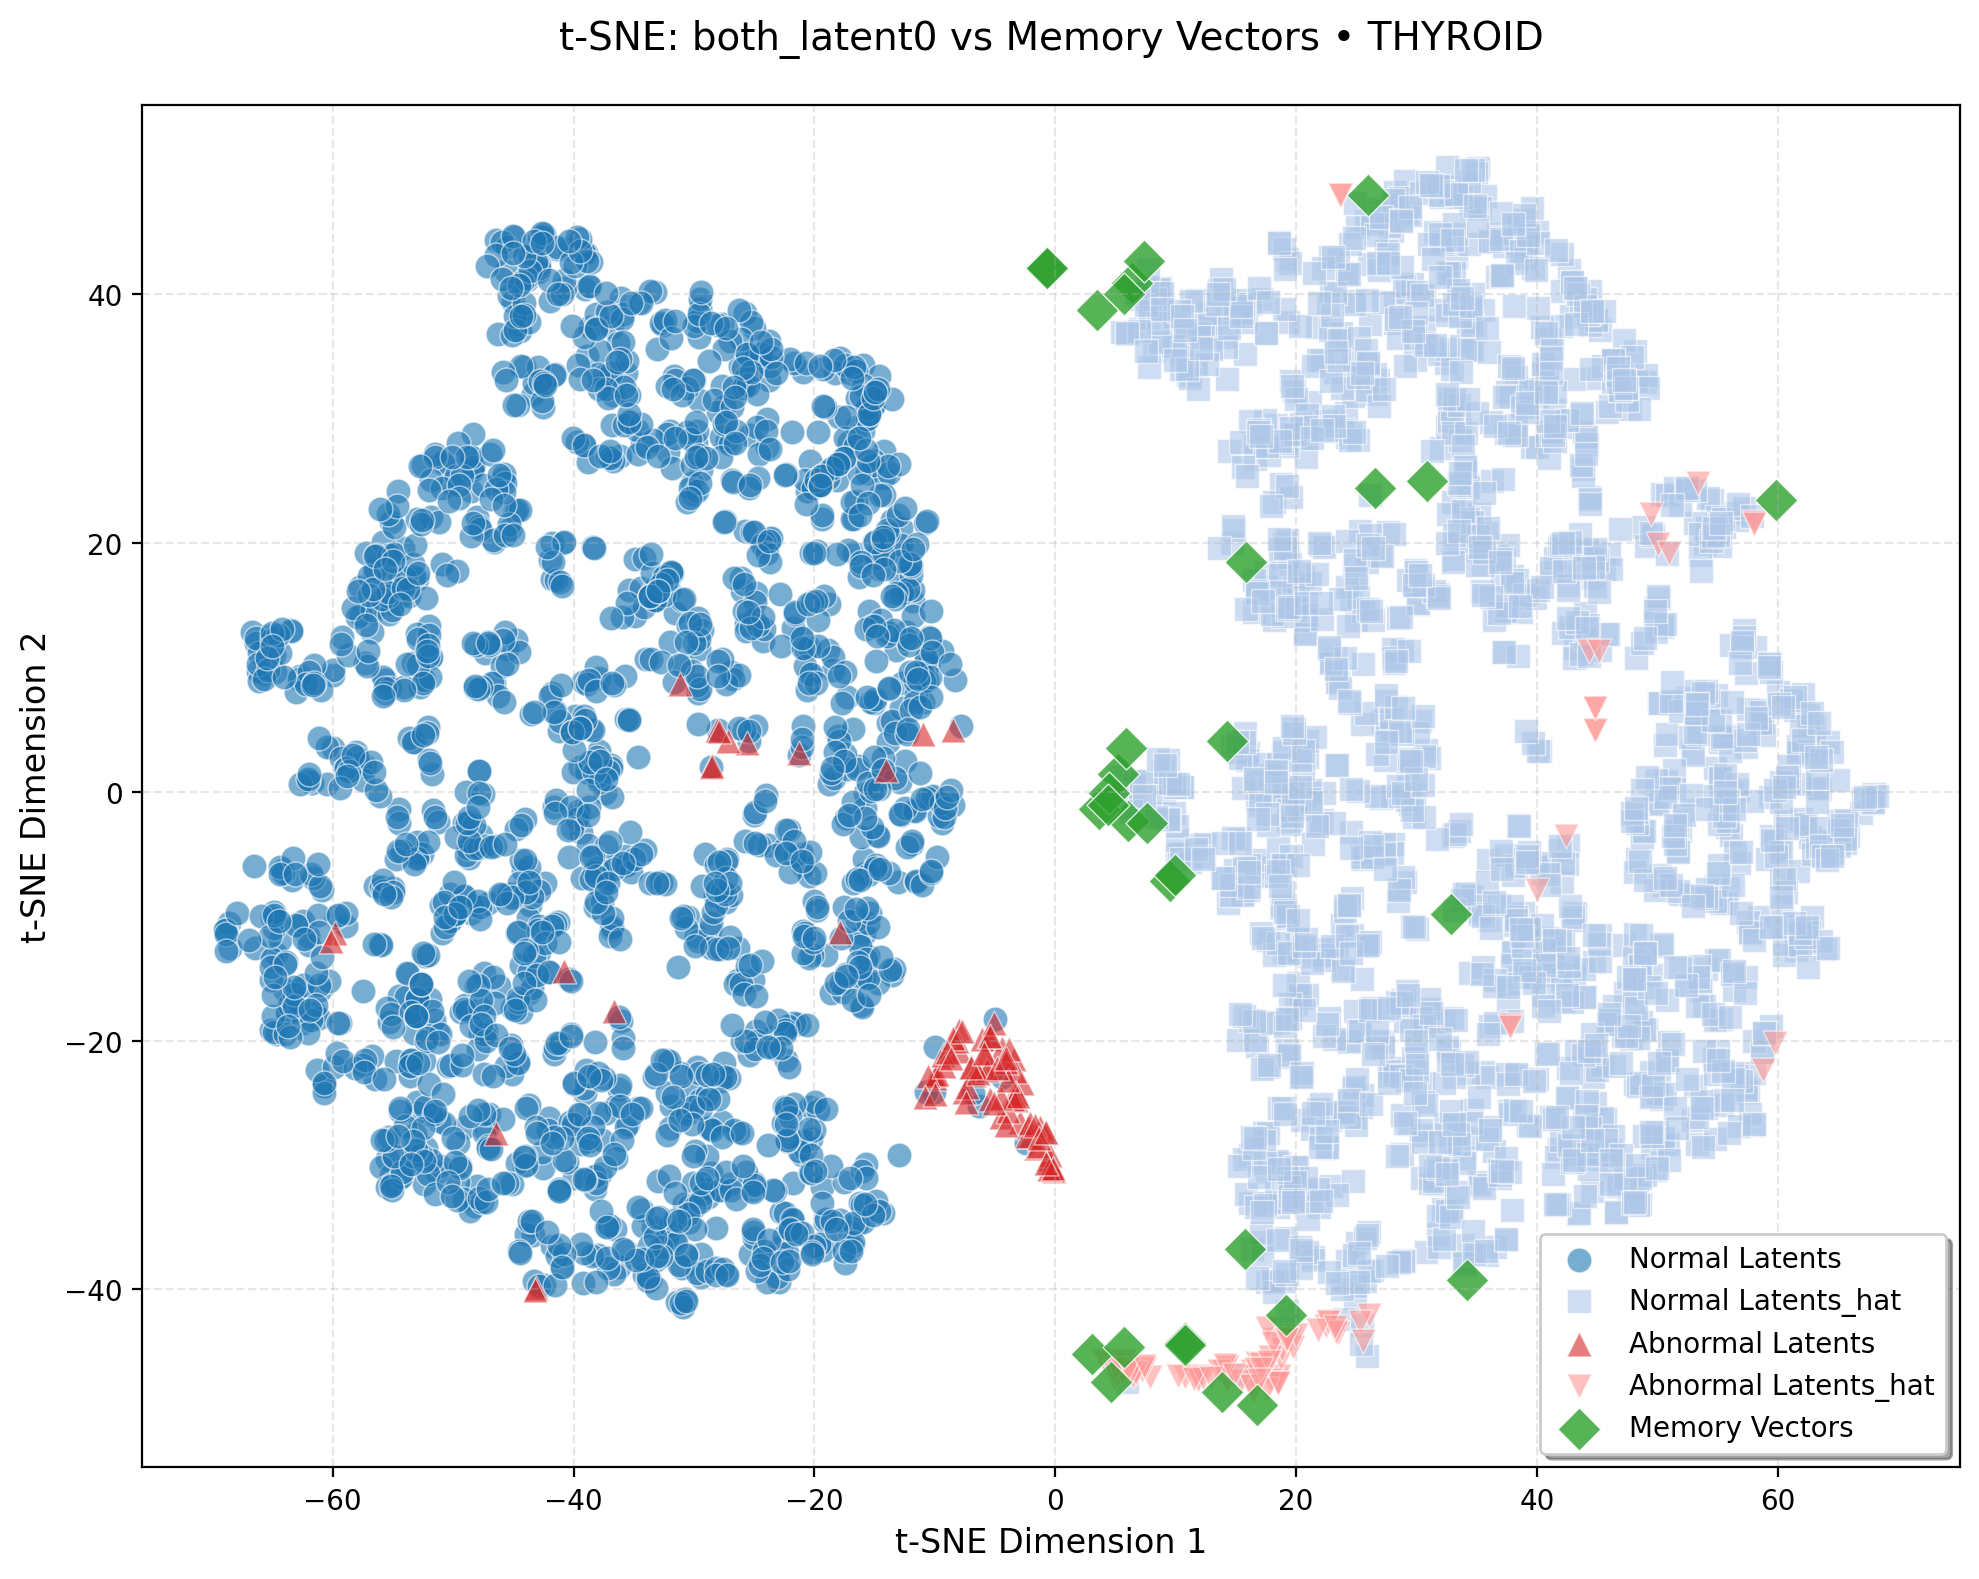 t-SNE: both_latent0 vs Memory Vectors • THYROID
t-SNE Dimension 2
40
20
0
−20
−40
−60
−40
−20
0
20
40
60
t-SNE Dimension 1
Normal Latents
Normal Latents_hat
Abnormal Latents
Abnormal Latents_hat
Memory Vectors